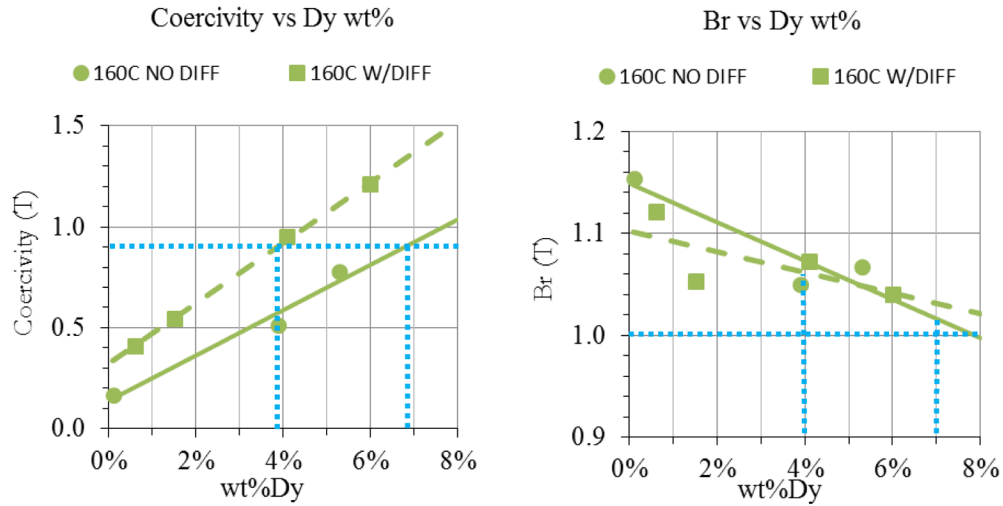 Coercivity vs Dy wt%
160C NO DIFF 160C W/DIFF
1.5
1.0
0.5
0.0
Coercivity (T)
0% 2% 4% 6% 8%
wt%Dy
Br vs Dy wt%
160C NO DIFF 160C W/DIFF
1.2
1.1
1.0
0.9
Br (T)
0% 2% 4% 6% 8%
wt%Dy